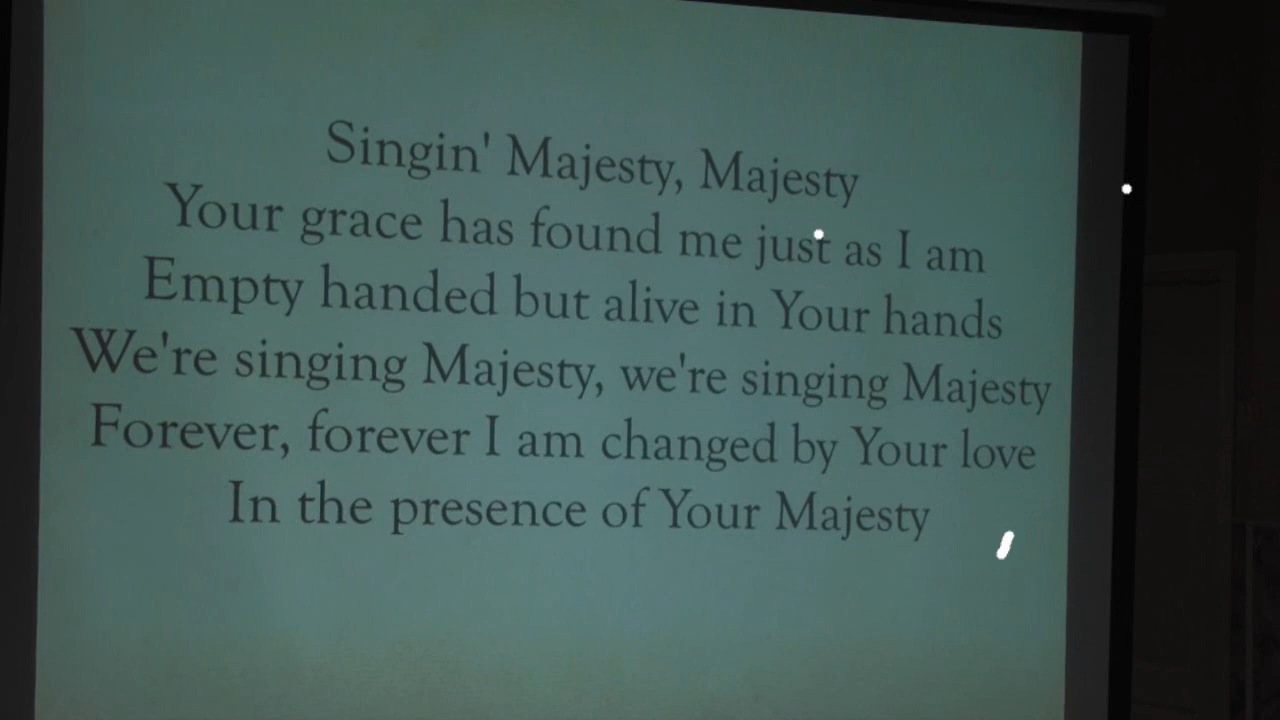 Singin' Majesty, Majesty
Your grace has found me just as I am
Empty handed but alive in Your hands
We're singing Majesty, we're singing Majesty
Forever, forever I am changed by Your love
In the presence of Your Majesty